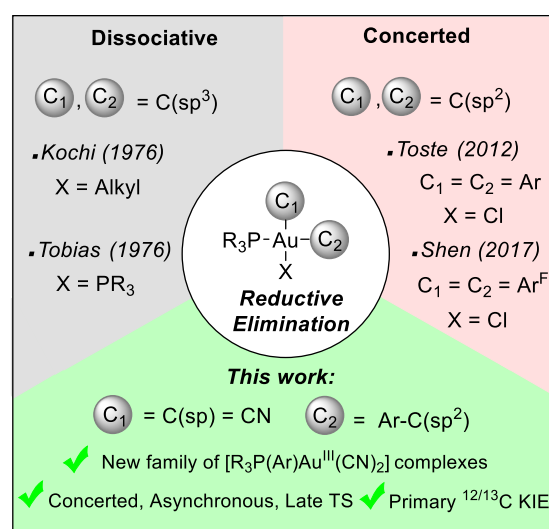 Dissociative
C₁ , C₂ = C(sp³)
Kochi (1976)
X = Alkyl
Tobias (1976)
X = PR₃
Concerted
C₁ , C₂ = C(sp²)
Toste (2012)
C₁ = C₂ = Ar
X = Cl
Shen (2017)
C₁ = C₂ = Arᶠ
X = Cl
C₁
R₃P-Au-C₂
X
Reductive
Elimination
This work:
C₁ = C(sp) = CN C₂ = Ar-C(sp²)
New family of [R₃P(Ar)Auᴵᴵᴵ(CN)₂] complexes
Concerted, Asynchronous, Late TS Primary ¹²/¹³C KIE